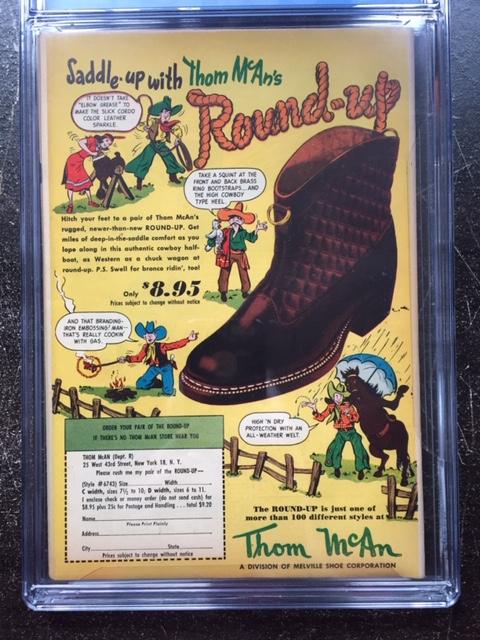 Saddle-up with Thom McAn's
Round-up
IT DOESN'T TAKE
"ELBOW GREASE" TO
MAKE THE SLICK CORDO
COLOR LEATHER
SPARKLE.
TAKE A SQUINT AT THE
FRONT AND BACK BRASS
RING BOOTSTRAPS...AND
THE HIGH COWBOY
TYPE HEEL.
Hitch your feet to a pair of Thom McAn's
rugged, newer-than-new ROUND-UP. Get
miles of deep-in-the-saddle comfort as you
lope along in this authentic cowboy half-
boot, as Western as a chuck wagon at
round-up. P.S. Swell for bronco ridin', too!
Only $8.95
Prices subject to change without notice
AND THAT BRANDING-
IRON EMBOSSING! MAN—
THAT'S REALLY COOKIN'
WITH GAS.
HIGH 'N DRY
PROTECTION WITH AN
ALL-WEATHER WELT.
ORDER YOUR PAIR OF THE ROUND-UP
IF THERE'S NO THOM McAN STORE NEAR YOU
THOM McAN (Dept. R)
25 West 43rd Street, New York 18, N. Y.
Please rush me my pair of the ROUND-UP—
(Style #6743) Size Width
C width, sizes 7½ to 10; D width, sizes 6 to 11.
I enclose check or money order (do not send cash) for
$8.95 plus 25c for Postage and Handling ... total $9.20
Name
Please Print Plainly
Address
City State
Prices subject to change without notice
The ROUND-UP is just one of
more than 100 different styles at
Thom McAn
A DIVISION OF MELVILLE SHOE CORPORATION